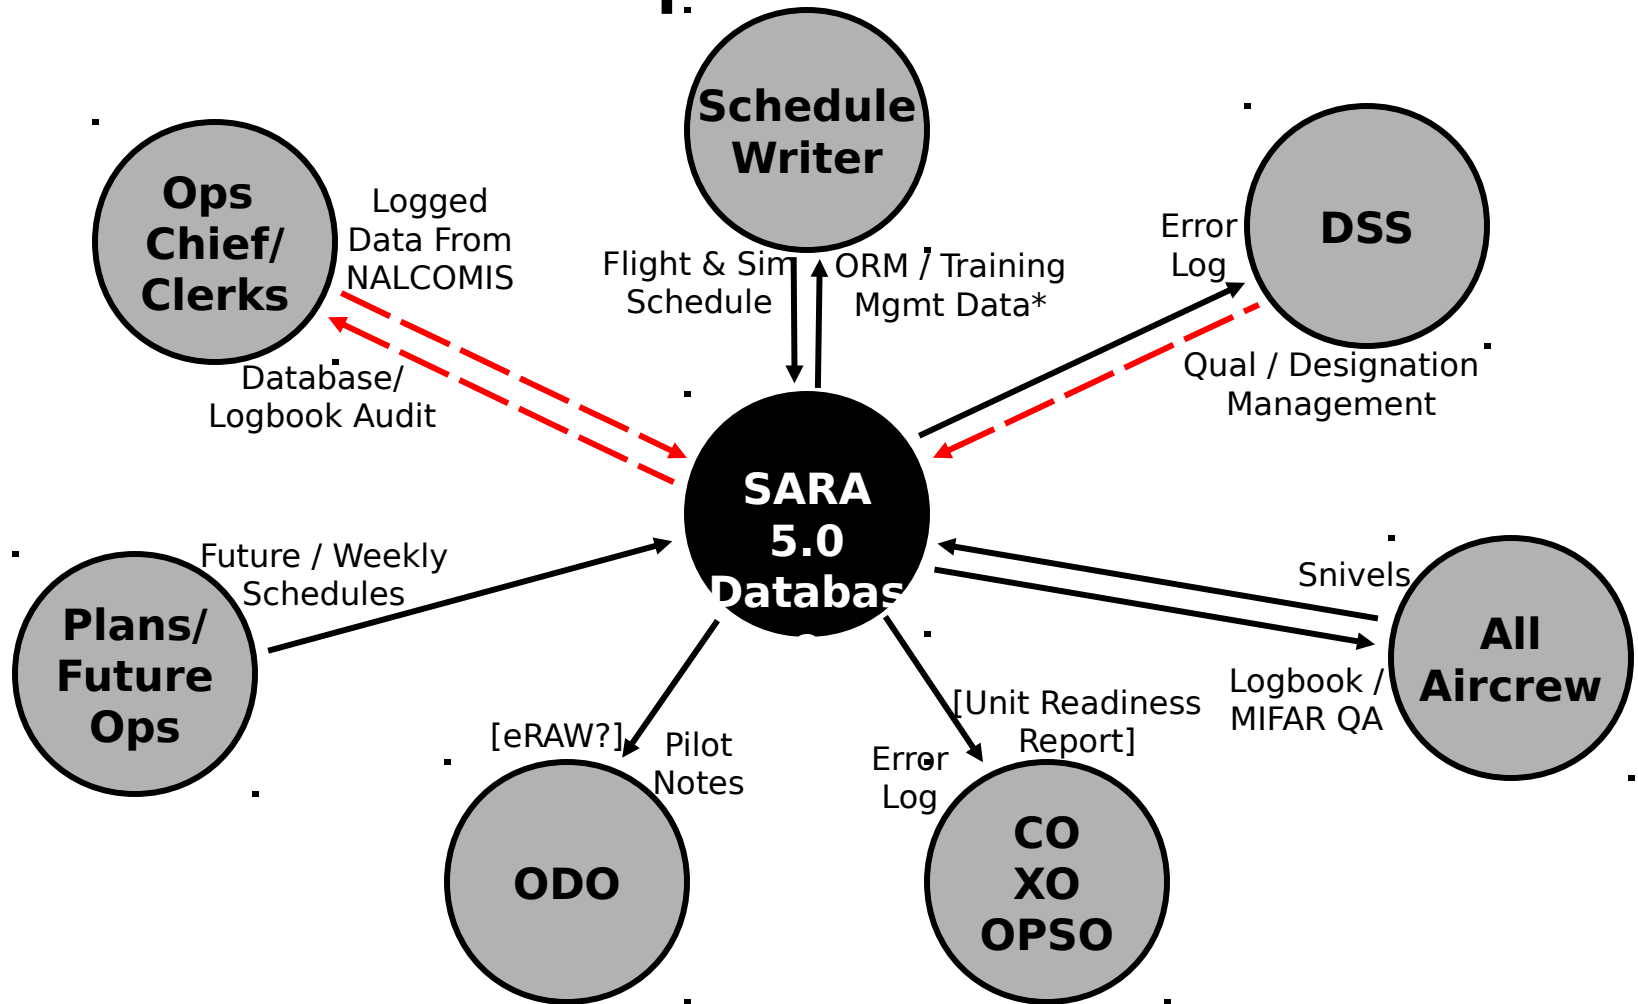 Schedule
Writer
Ops
Chief/
Clerks
Logged
Data From
NALCOMIS
DSS
Error
Log
Flight & Sim
Schedule
ORM / Training
Mgmt Data*
Database/
Logbook Audit
Qual / Designation
Management
SARA
5.0
Databas
Future / Weekly
Schedules
Plans/
Future
Ops
Snivels
All
Aircrew
Logbook /
MIFAR QA
[eRAW?]
Pilot
Notes
[Unit Readiness
Report]
Error
Log
ODO
CO
XO
OPSO